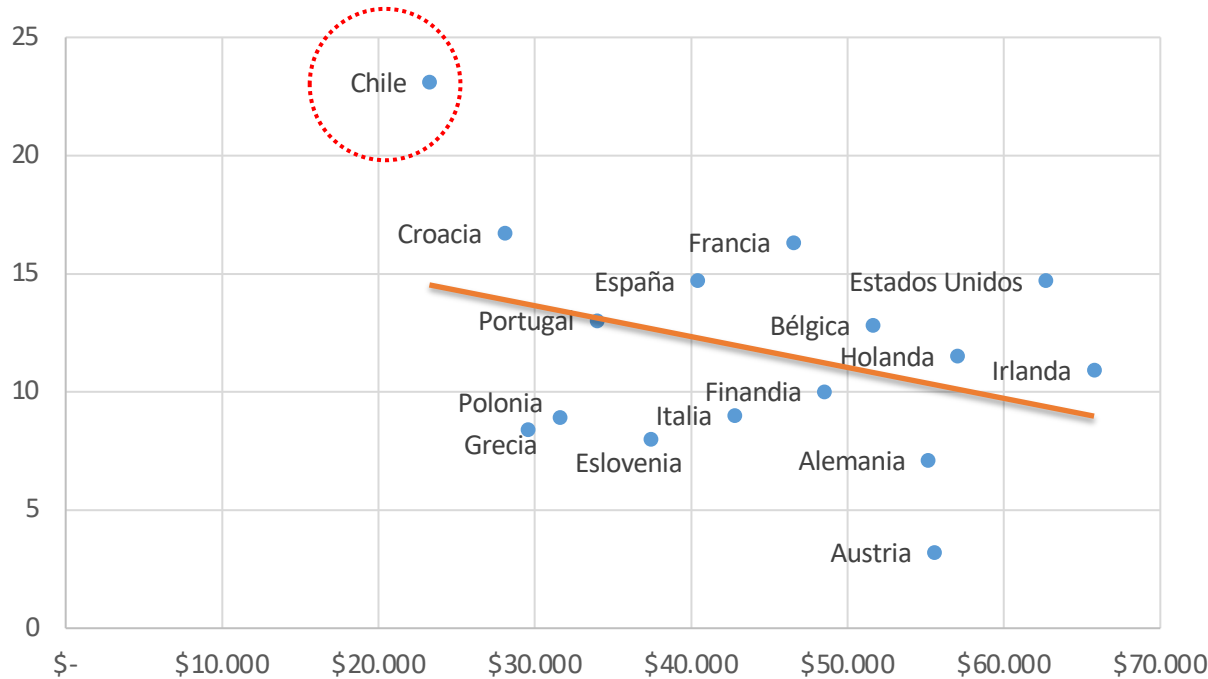 25
Chile
20
Croacia
Francia
15
España
Estados Unidos
Portugal
Bélgica
Holanda
Irlanda
10
Finandia
Polonia
Italia
Grecia
Eslovenia
Alemania
5
Austria
0
$- $10.000 $20.000 $30.000 $40.000 $50.000 $60.000 $70.000